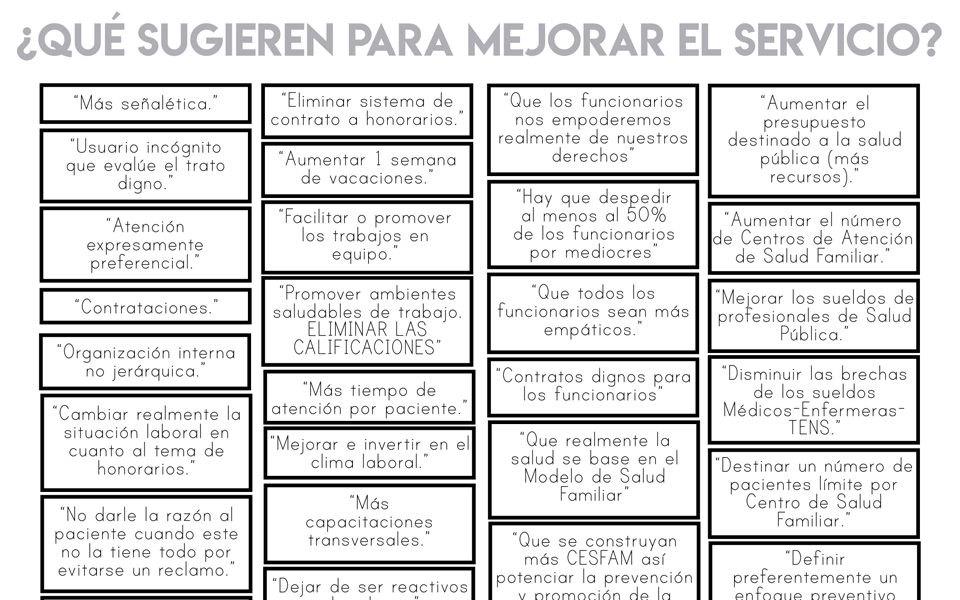 ¿QUÉ SUGIEREN PARA MEJORAR EL SERVICIO?
“Más señalética.”
“Usuario incógnito
que evalúe el trato
digno.”
“Atención
expresamente
preferencial.”
“Contrataciones.”
“Organización interna
no jerárquica.”
“Cambiar realmente la
situación laboral en
cuanto al tema de
honorarios.”
“No darle la razón al
paciente cuando este
no la tiene todo por
evitarse un reclamo.”
“Eliminar sistema de
contrato a honorarios.”
“Aumentar 1 semana
de vacaciones.”
“Facilitar o promover
los trabajos en
equipo.”
“Promover ambientes
saludables de trabajo.
ELIMINAR LAS
CALIFICACIONES”
“Más tiempo de
atención por paciente.”
“Mejorar e invertir en el
clima laboral.”
“Más
capacitaciones
transversales.”
“Dejar de ser reactivos
“Que los funcionarios
nos empoderemos
realmente de nuestros
derechos”
“Hay que despedir
al menos al 50%
de los funcionarios
por mediocres”
“Que todos los
funcionarios sean más
empáticos.”
“Contratos dignos para
los funcionarios”
“Que realmente la
salud se base en el
Modelo de Salud
Familiar”
“Que se construyan
más CESFAM así
potenciar la prevención
y promoción de la
“Aumentar el
presupuesto
destinado a la salud
pública (más
recursos).”
“Aumentar el número
de Centros de Atención
de Salud Familiar.”
“Mejorar los sueldos de
profesionales de Salud
Pública.”
“Disminuir las brechas
de los sueldos
Médicos-Enfermeras-
TENS.”
“Destinar un número de
pacientes límite por
Centro de Salud
Familiar.”
“Definir
preferentemente un
enfoque preventivo